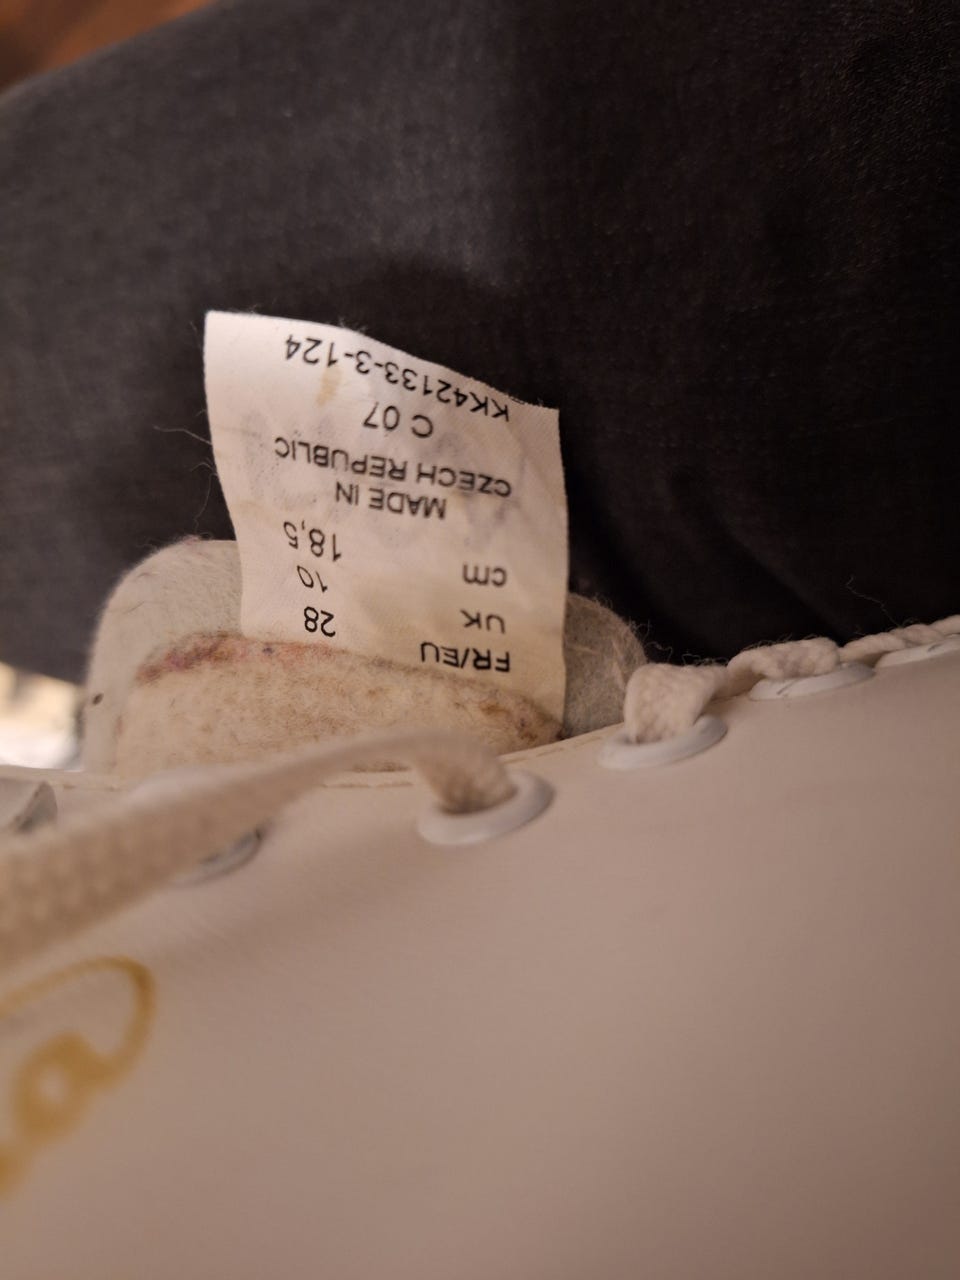 FR/EU 28
UK 10
cm 18,5
MADE IN
CZECH REPUBLIC
C 07
KK42133-3-124